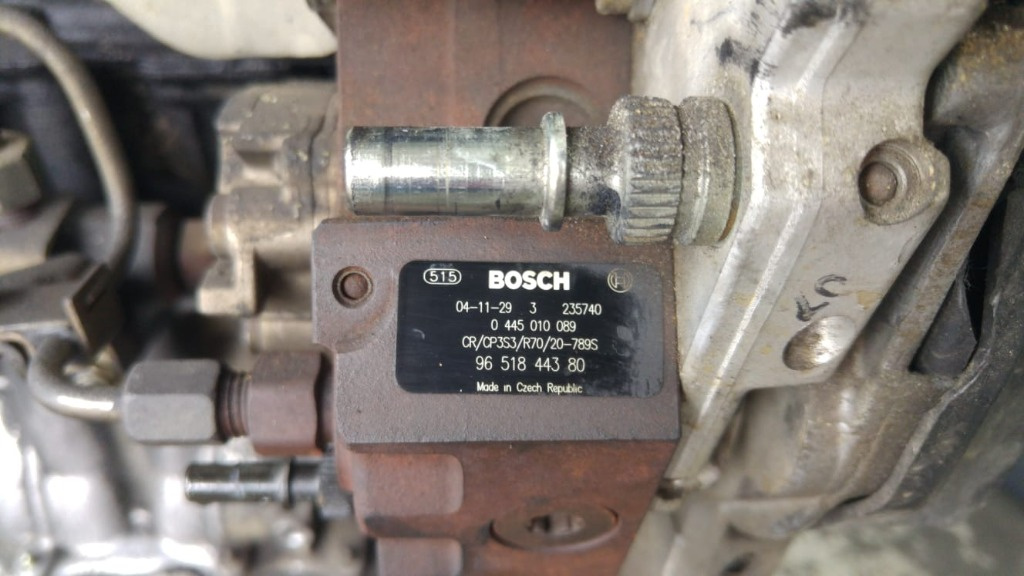 515 BOSCH H
04-11-29 3 235740
0 445 010 089
CR/CP3S3/R70/20-789S
96 518 443 80
Made in Czech Republic
LC